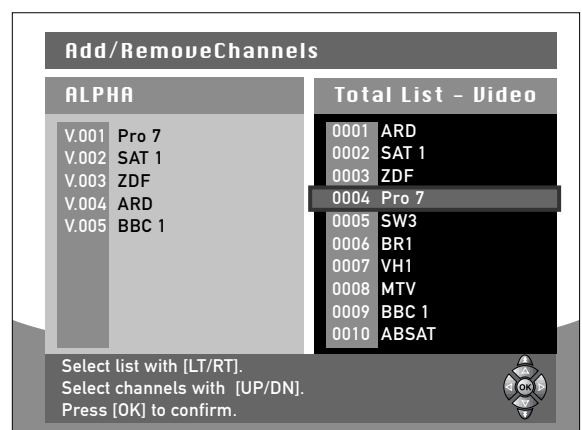 Add/RemoveChannels
ALPHA
V.001 Pro 7
V.002 SAT 1
V.003 ZDF
V.004 ARD
V.005 BBC 1
Total List - Video
0001 ARD
0002 SAT 1
0003 ZDF
0004 Pro 7
0005 SW3
0006 BR1
0007 VH1
0008 MTV
0009 BBC 1
0010 ABSAT
Select list with [LT/RT].
Select channels with [UP/DN].
Press [OK] to confirm.
OK